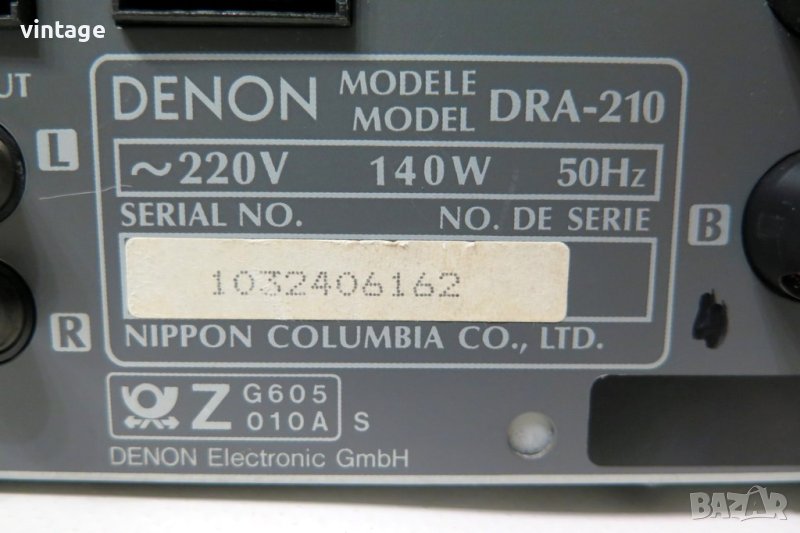 vintage
UT
DENON MODELE MODEL DRA-210
~220V 140W 50Hz
L
SERIAL NO. NO. DE SERIE
B
1032406162
R
NIPPON COLUMBIA CO., LTD.
Z G605 010A S
DENON Electronic GmbH
BAZAR